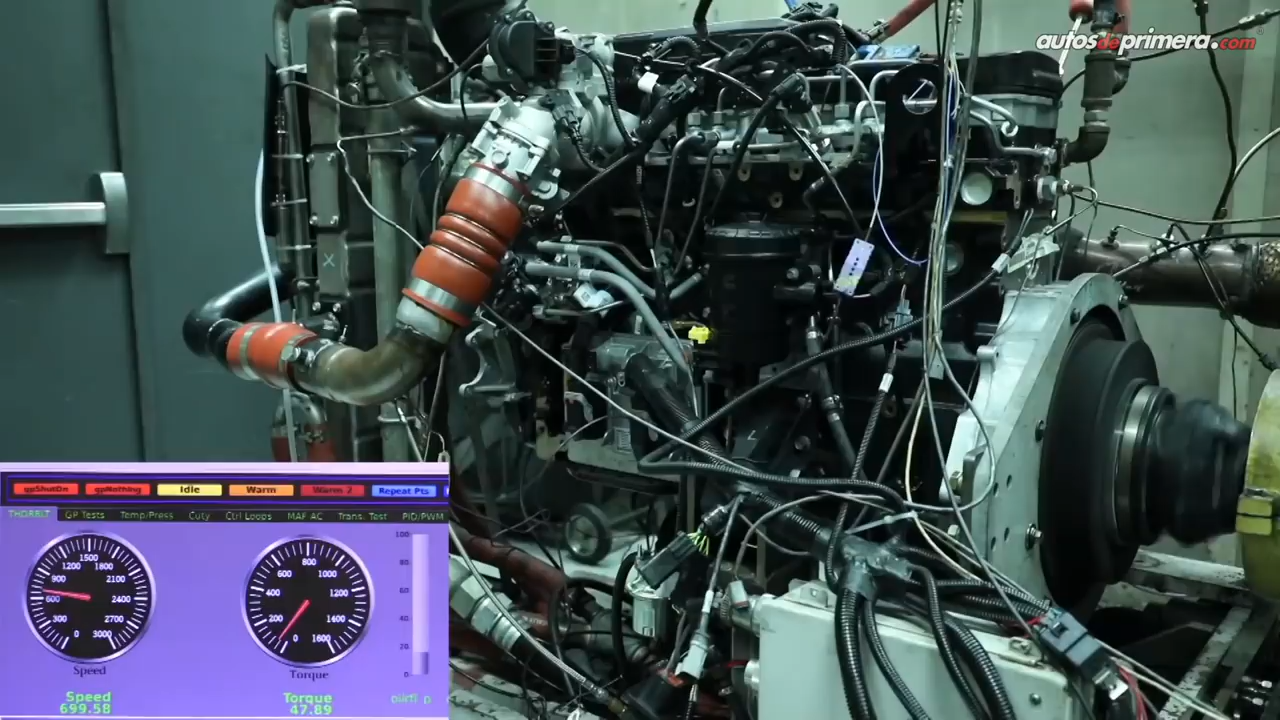 autosdeprimera.com
gpShutDn gpNothing Idle Warm Warm 2 Repeat Pts
THDRBLT GP Tests Temp/Press Cuty Ctrl Loops MAF AC Trans. Test PID/PWM
0 300 600 900 1200 1500 1800 2100 2400 2700 3000
Speed
0 200 400 600 800 1000 1200 1400 1600
Torque
100
80
60
40
20
0
Speed
699.58
Torque
47.89
X